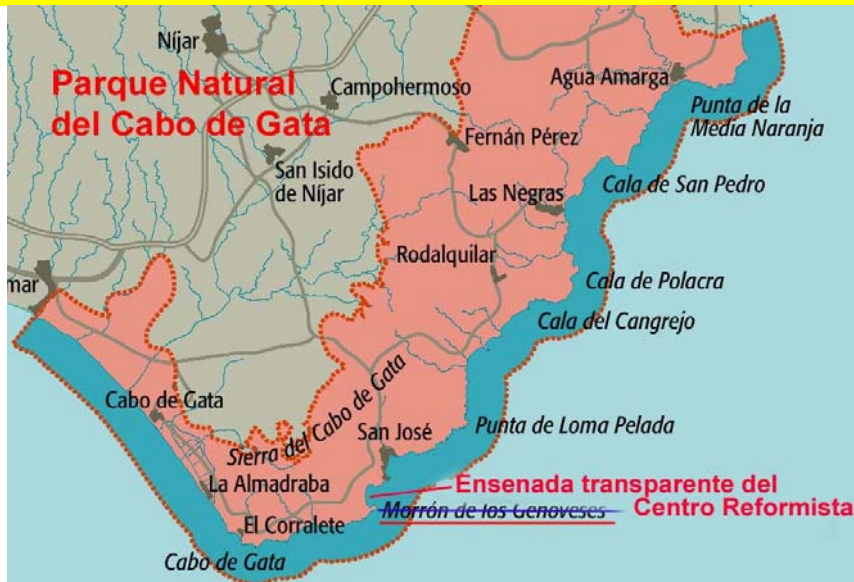 Níjar
Parque Natural
del Cabo de Gata
Campohermoso
Agua Amarga
Punta de la
Media Naranja
Fernán Pérez
San Isido
de Níjar
Cala de San Pedro
Las Negras
Rodalquilar
mar
Cala de Polacra
Cala del Cangrejo
Cabo de Gata
Sierra del Cabo de Gata
San José
Punta de Loma Pelada
La Almadraba
Ensenada transparente del
Centro Reformista
Morrón de los Genoveses
El Corralete
Cabo de Gata